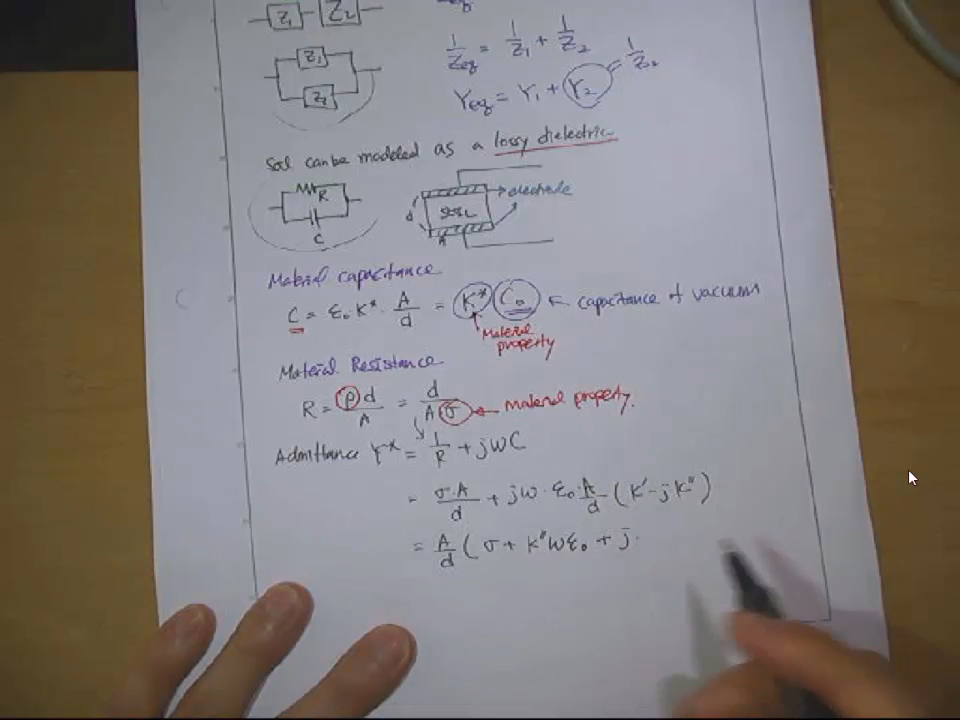 Z₁ Z₂
1/Zeq = 1/Z₁ + 1/Z₂
Z₁
Z₂
Yeq = Y₁ + Y₂ = 1/Z₂
Soil can be modeled as a lossy dielectric
R
C
d
SOIL
A
electrode
Material capacitance
C = ε₀ K* · A/d = K* C₀ ← capacitance of vacuum
Material property
Material Resistance
R = ρd/A = d/Aσ ← Material property.
Admittance Y* = 1/R + jωC
= σ·A/d + jω · ε₀ · A/d (K' - jK")
= A/d (σ + K"ωε₀ + j